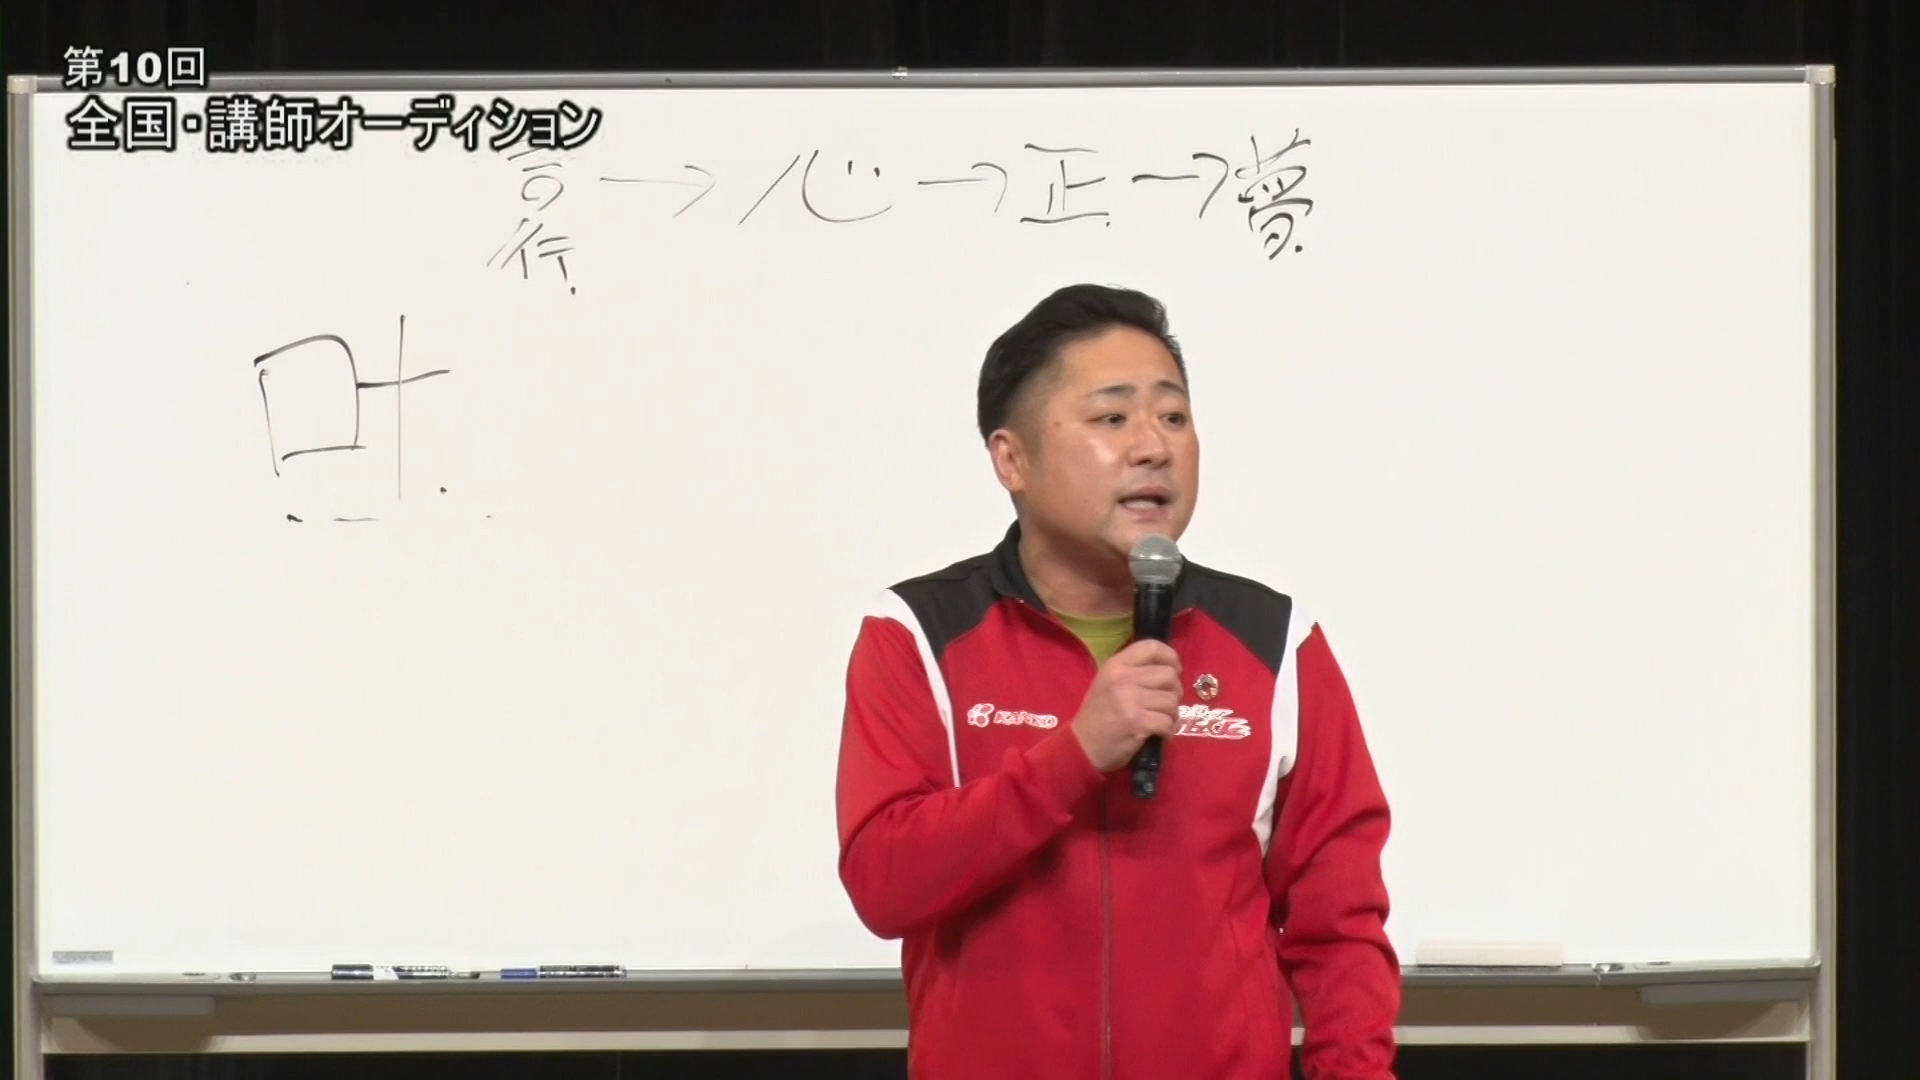 第10回
全国・講師オーディション
言→心→正→夢
行
叶
KANKO